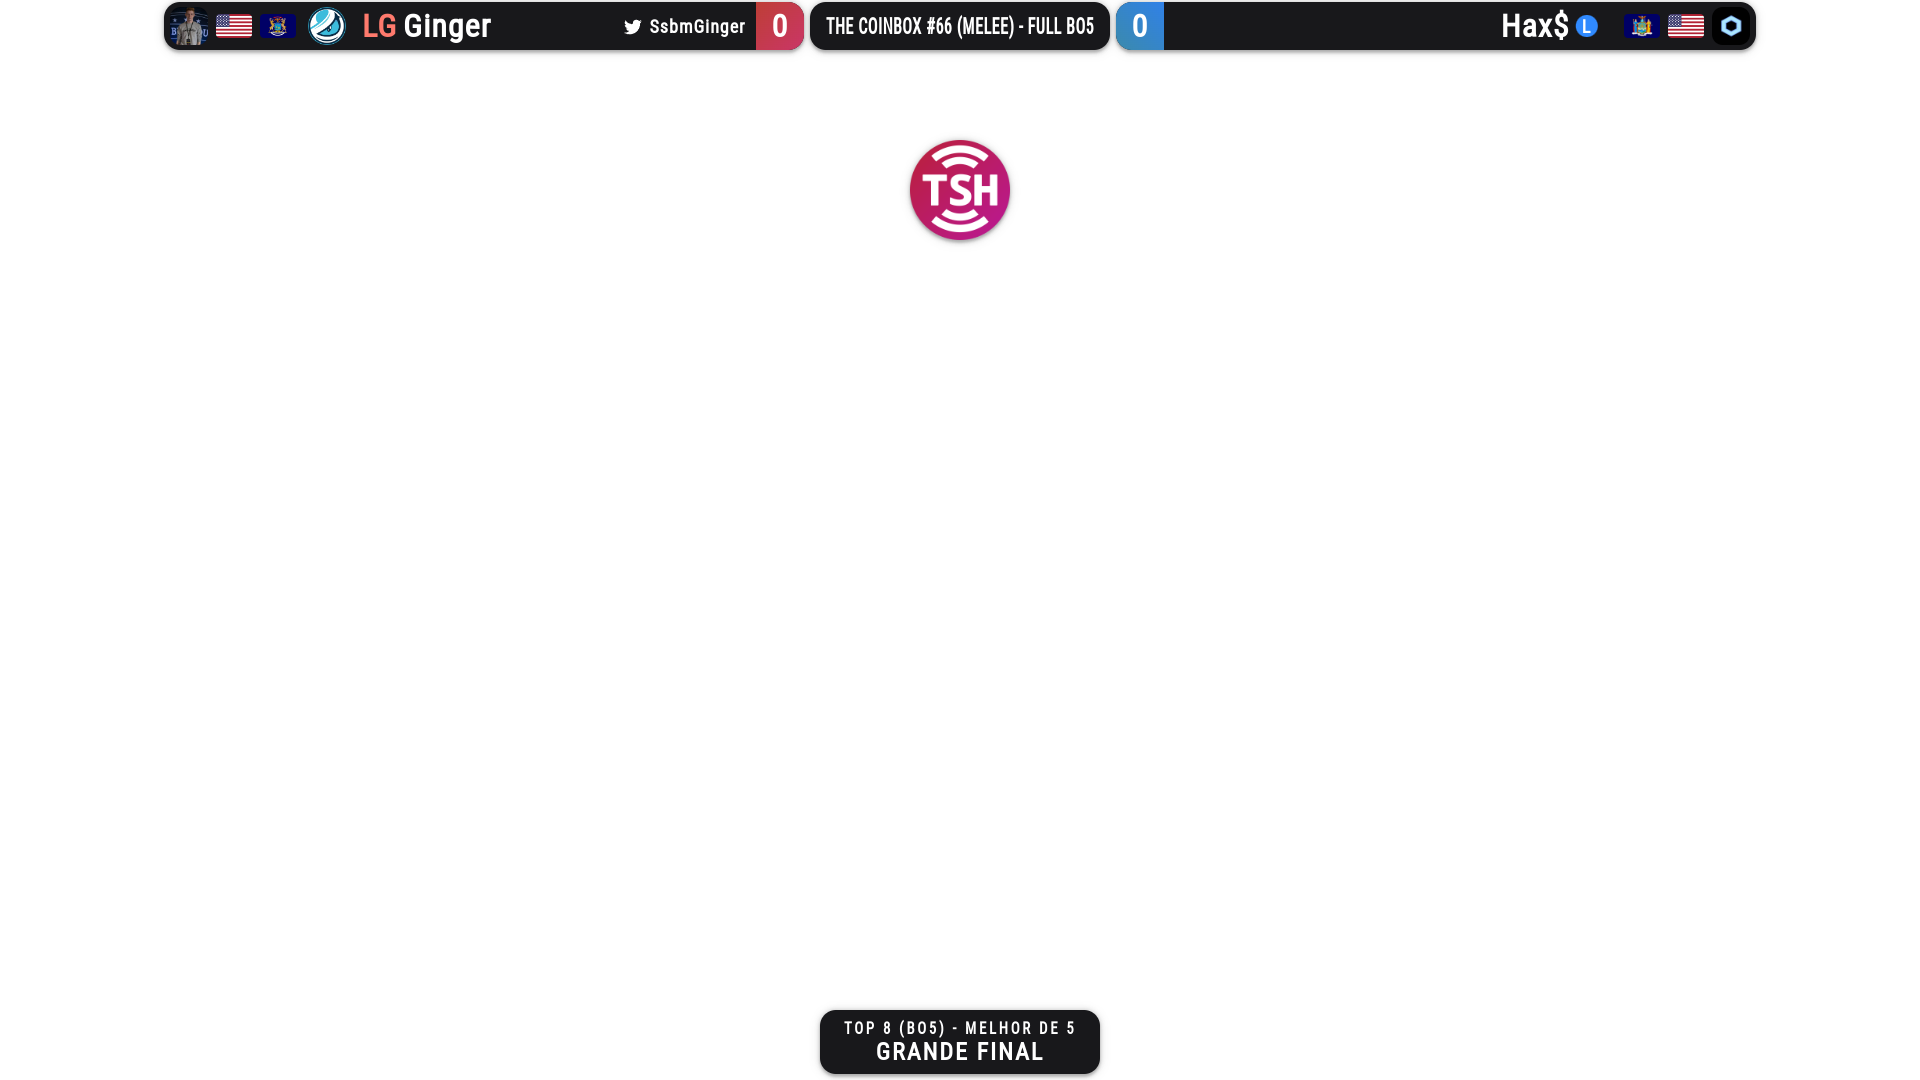 LG Ginger
SsbmGinger
0
THE COINBOX #66 (MELEE) - FULL BO5
0
Hax$ L
TSH
TOP 8 (BO5) - MELHOR DE 5
GRANDE FINAL